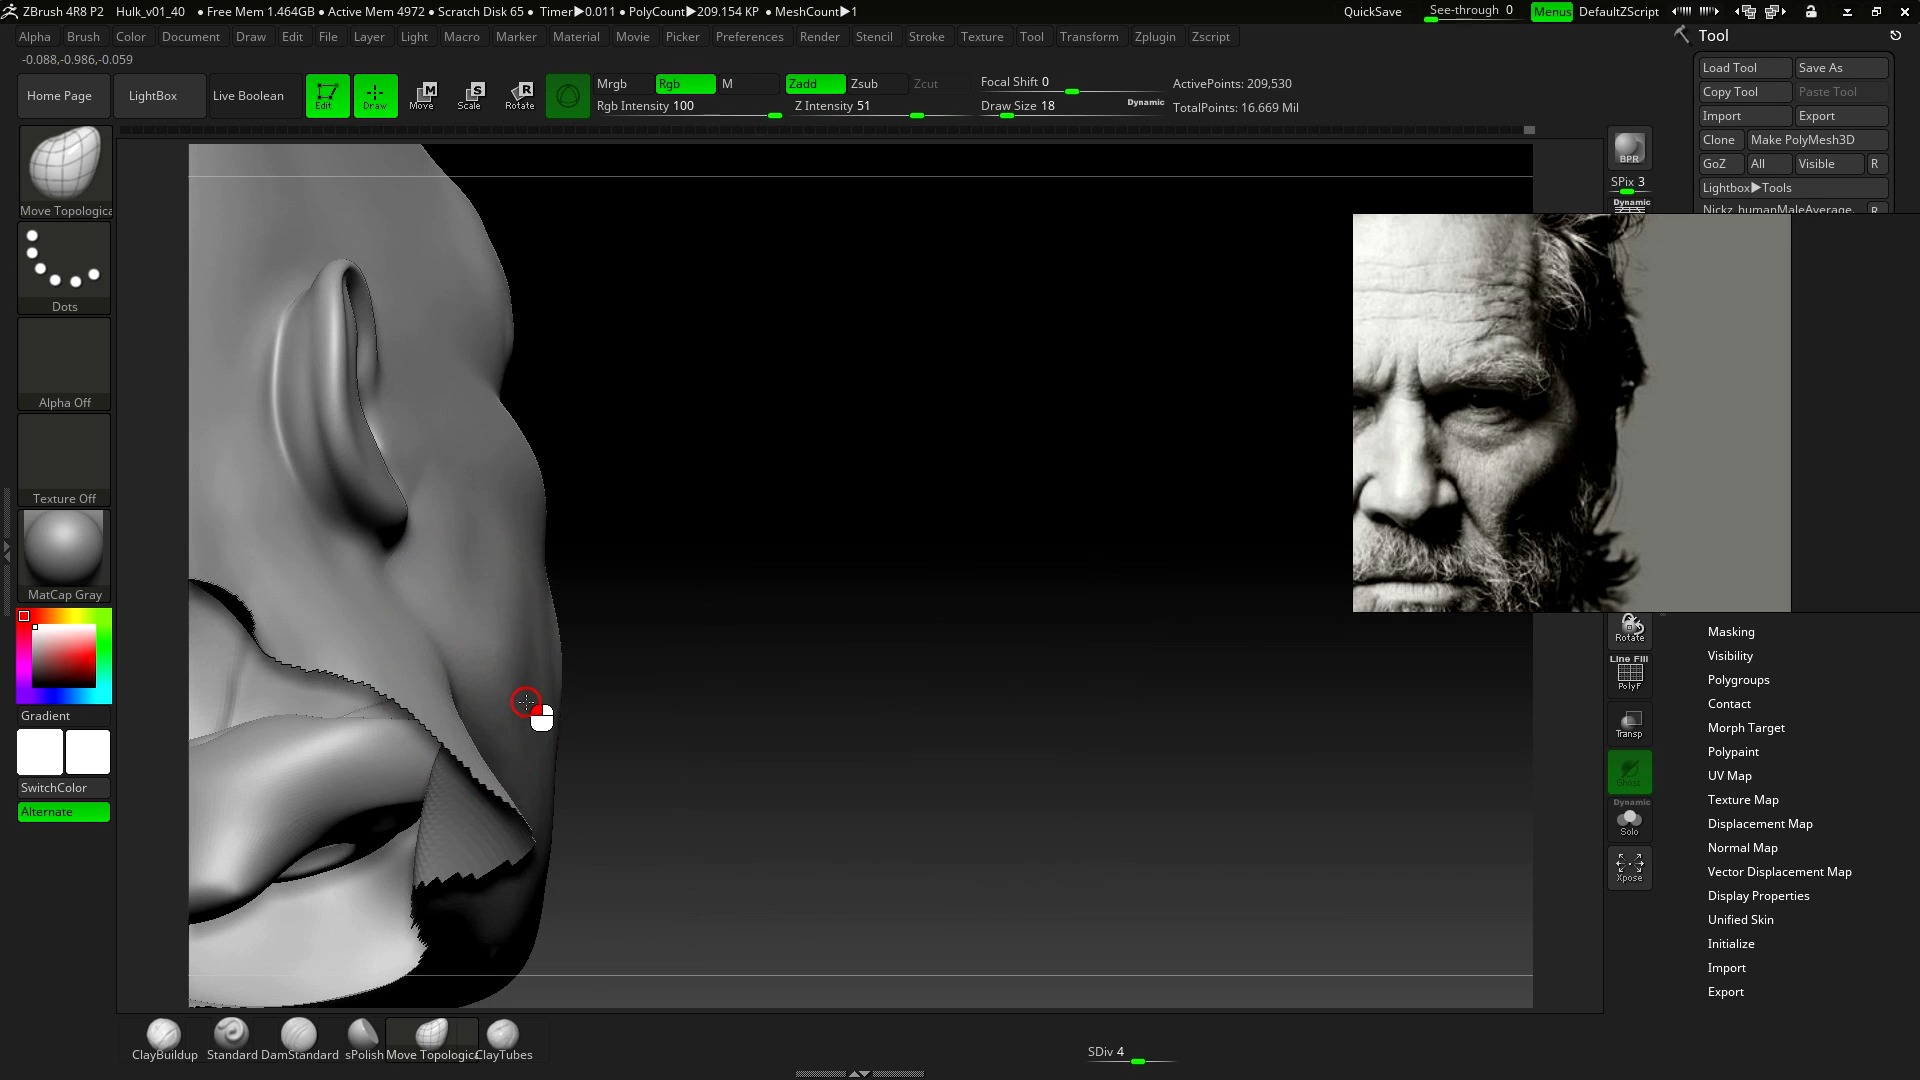 ZBrush 4R8 P2 Hulk_v01_40 ● Free Mem 1.464GB ● Active Mem 4972 ● Scratch Disk 65 ● Timer▶0.011 ● PolyCount▶209.154 KP ● MeshCount▶1 QuickSave See-through 0 Menus DefaultZScript
Alpha Brush Color Document Draw Edit File Layer Light Macro Marker Material Movie Picker Preferences Render Stencil Stroke Texture Tool Transform Zplugin Zscript
Tool
-0.088,-0.986,-0.059
Home Page LightBox Live Boolean Edit Draw Move Scale Rotate
Mrgb Rgb M Zadd Zsub Zcut Focal Shift 0 ActivePoints: 209,530
Rgb Intensity 100 Z Intensity 51 Draw Size 18 Dynamic TotalPoints: 16.669 Mil
Load Tool Save As
Copy Tool Paste Tool
Import Export
Clone Make PolyMesh3D
GoZ All Visible R
Lightbox▶Tools
Nickz_humanMaleAverage. R
Move Topologica
Dots
Alpha Off
Texture Off
MatCap Gray
Gradient
SwitchColor
Alternate
BPR
SPix 3
Dynamic
Rotate
Line Fill
PolyF
Transp
Ghost
Dynamic
Solo
Xpose
Masking
Visibility
Polygroups
Contact
Morph Target
Polypaint
UV Map
Texture Map
Displacement Map
Normal Map
Vector Displacement Map
Display Properties
Unified Skin
Initialize
Import
Export
ClayBuildup Standard DamStandard sPolish Move Topologica ClayTubes
SDiv 4